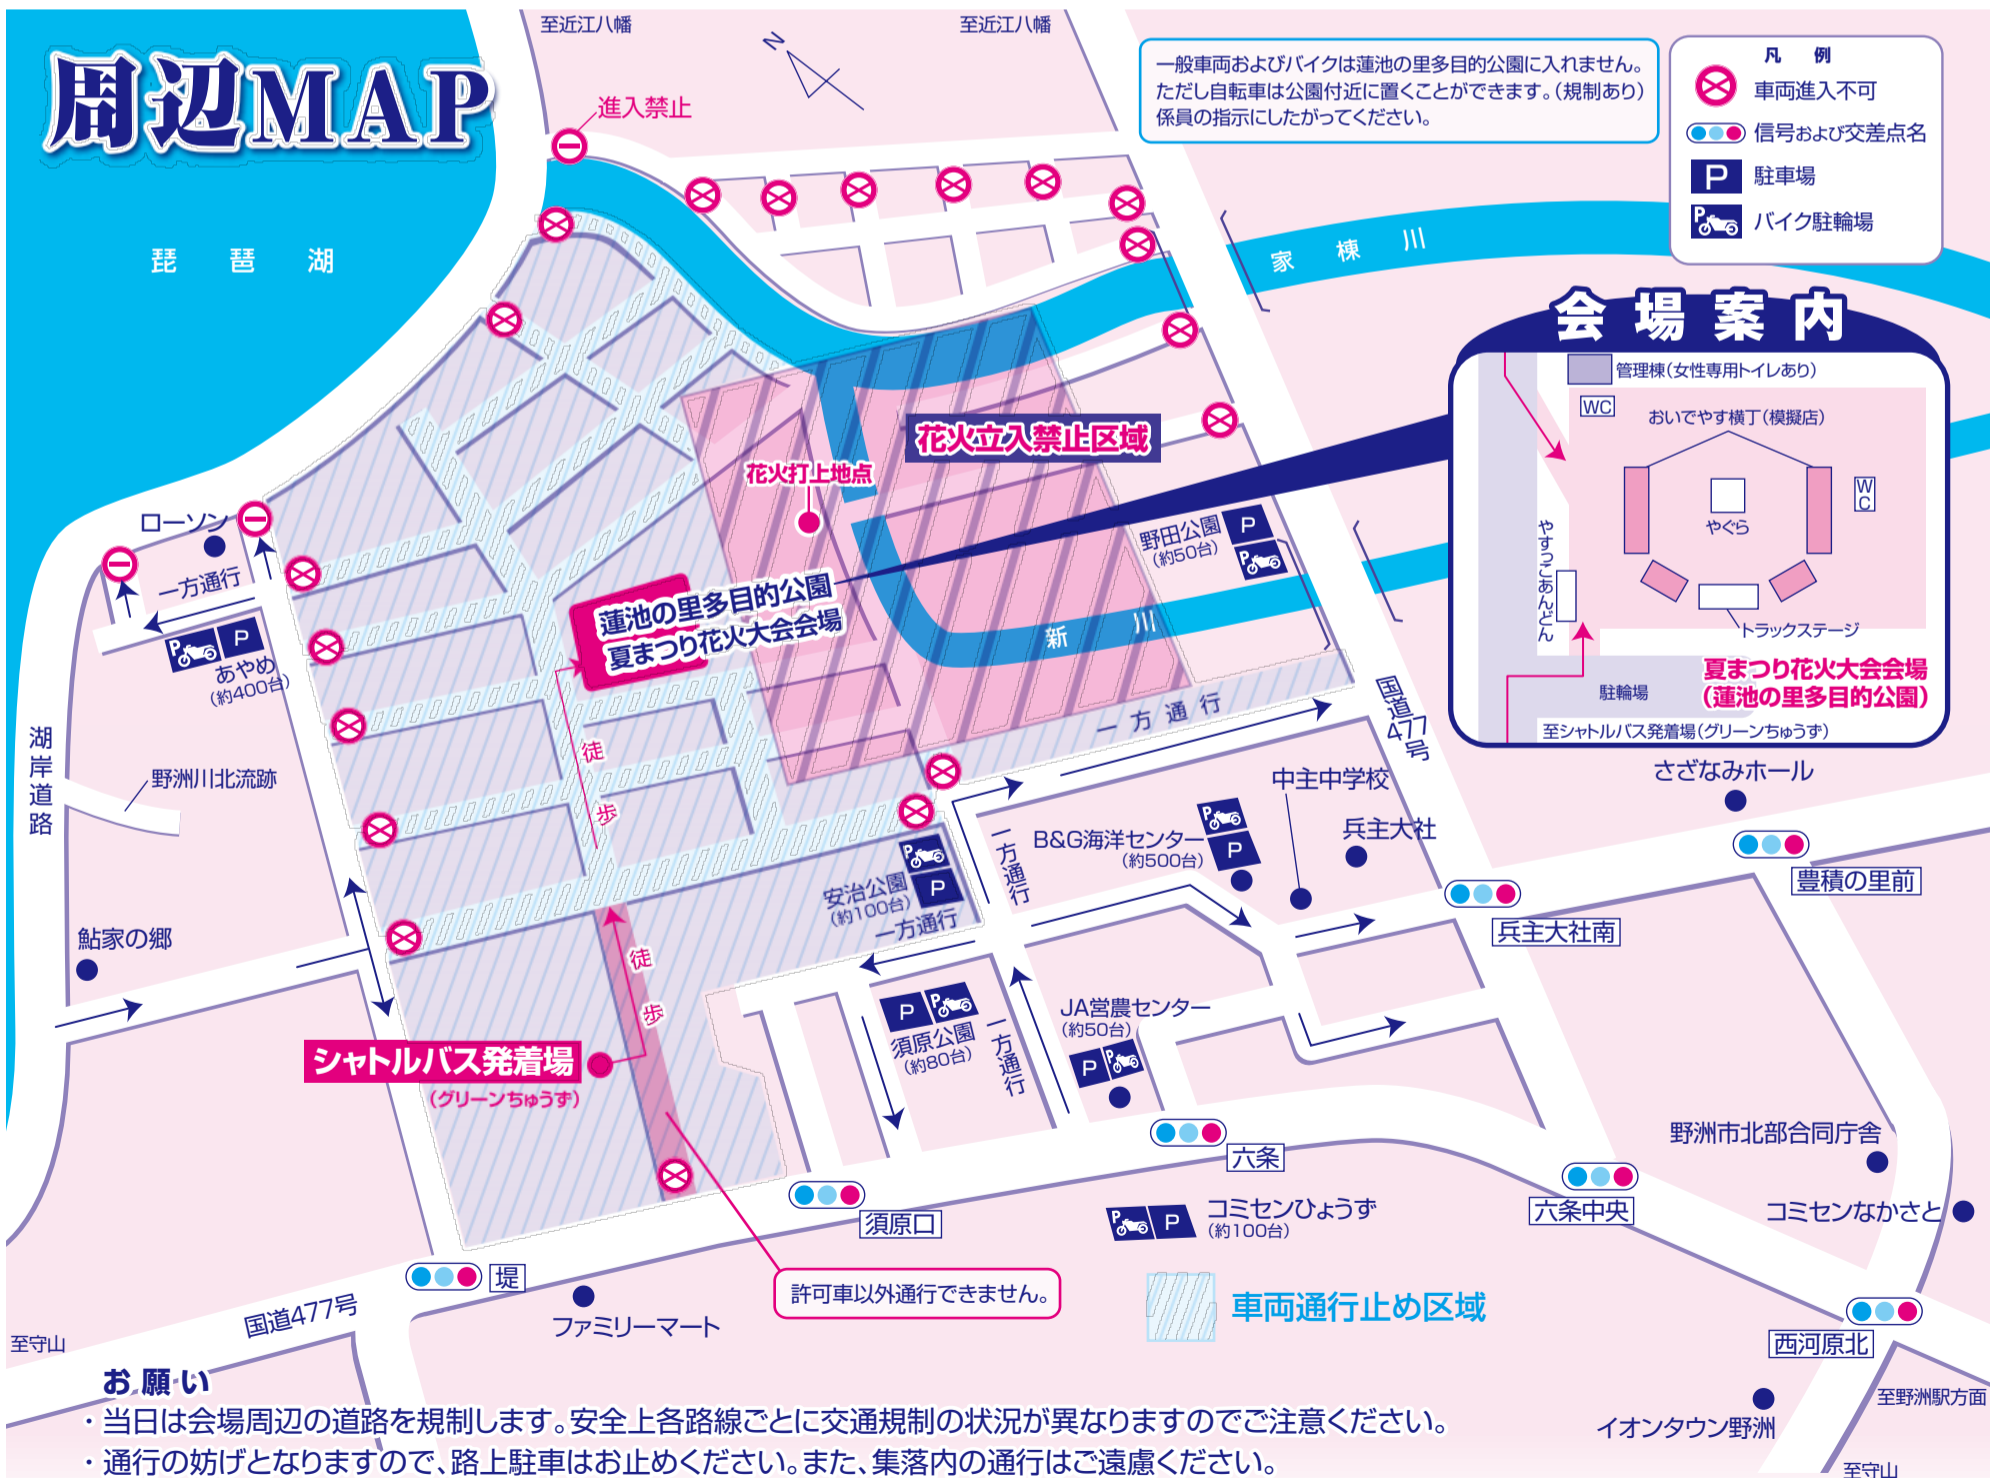 周辺MAP
至近江八幡
至近江八幡
N
進入禁止
一般車両およびバイクは蓮池の里多目的公園に入れません。
ただし自転車は公園付近に置くことができます。(規制あり)
係員の指示にしたがってください。
凡 例
車両進入不可
信号および交差点名
P 駐車場
P バイク駐輪場
琵琶湖
家棟川
会場案内
管理棟(女性専用トイレあり)
WC
おいでやす横丁(模擬店)
やぐら
WC
やすっこあんどん
トラックステージ
夏まつり花火大会会場
(蓮池の里多目的公園)
駐輪場
至シャトルバス発着場(グリーンちゅうず)
花火立入禁止区域
花火打上地点
野田公園
(約50台)
P
P
ローソン
一方通行
P P
あやめ
(約400台)
蓮池の里多目的公園
夏まつり花火大会会場
新川
国道477号
一方通行
湖岸道路
野洲川北流跡
徒歩
中主中学校
さざなみホール
B&G海洋センター
(約500台)
P
P
兵主大社
豊積の里前
一方通行
安治公園
(約100台)
P
P
一方通行
兵主大社南
鮎家の郷
徒歩
シャトルバス発着場
(グリーンちゅうず)
P P
須原公園
(約80台)
一方通行
JA営農センター
(約50台)
P P
六条
野洲市北部合同庁舎
須原口
P P
コミセンひょうず
(約100台)
六条中央
コミセンなかさと
堤
許可車以外通行できません。
車両通行止め区域
国道477号
ファミリーマート
西河原北
至守山
至野洲駅方面
イオンタウン野洲
至守山
お願い
・当日は会場周辺の道路を規制します。安全上各路線ごとに交通規制の状況が異なりますのでご注意ください。
・通行の妨げとなりますので、路上駐車はお止めください。また、集落内の通行はご遠慮ください。